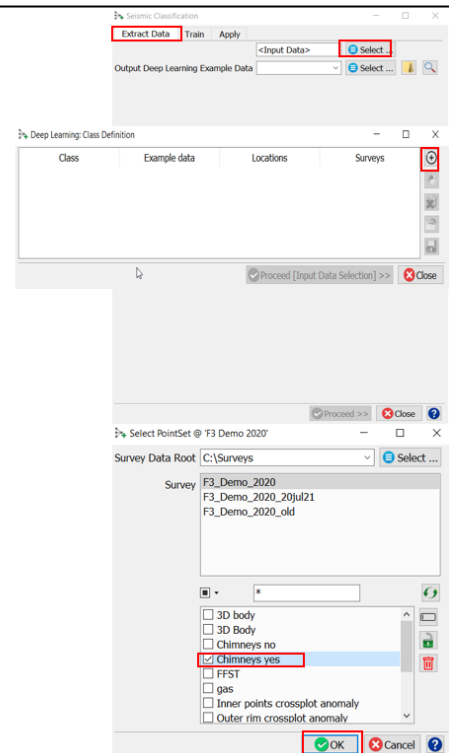 Seismic Classification
Extract Data Train Apply
<Input Data> Select ...
Output Deep Learning Example Data Select ...
Deep Learning: Class Definition
Class Example data Locations Surveys
Proceed [Input Data Selection] >> Close
Proceed >> Close ?
Select PointSet @ 'F3 Demo 2020'
Survey Data Root C:\Surveys Select ...
Survey F3_Demo_2020
F3_Demo_2020_20jul21
F3_Demo_2020_old
*
3D body
3D Body
Chimneys no
Chimneys yes
FFST
gas
Inner points crossplot anomaly
Outer rim crossplot anomaly
OK Cancel ?